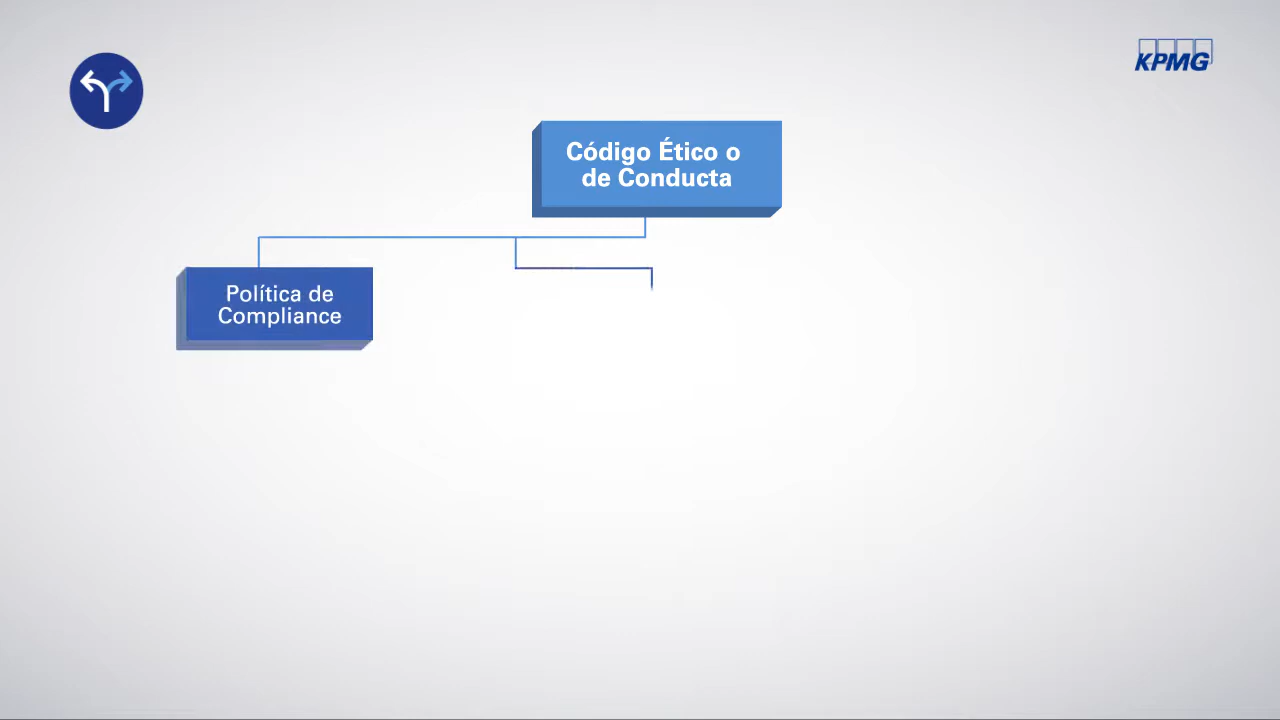 KPMG
Código Ético o
de Conducta
Política de
Compliance